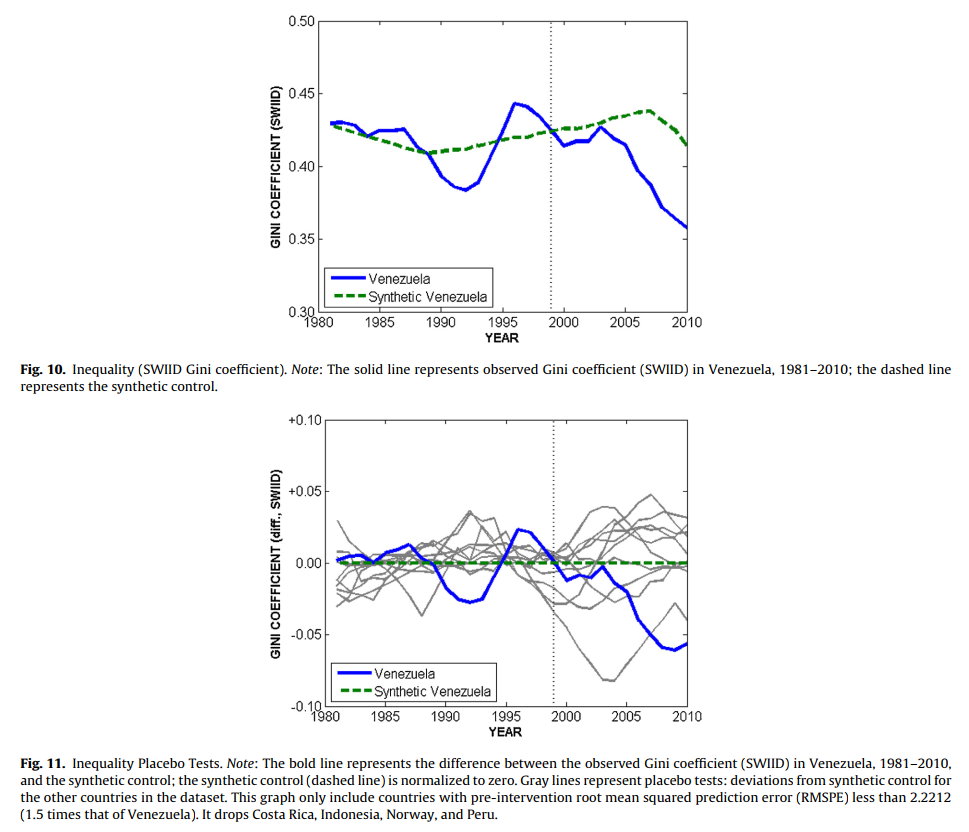 0.50
0.45
0.40
0.35
0.30
GINI COEFFICIENT (SWIID)
Venezuela
Synthetic Venezuela
1980 1985 1990 1995 2000 2005 2010
YEAR
Fig. 10. Inequality (SWIID Gini coefficient). Note: The solid line represents observed Gini coefficient (SWIID) in Venezuela, 1981–2010; the dashed line
represents the synthetic control.
+0.10
+0.05
0.00
-0.05
-0.10
GINI COEFFICIENT (diff., SWIID)
Venezuela
Synthetic Venezuela
1980 1985 1990 1995 2000 2005 2010
YEAR
Fig. 11. Inequality Placebo Tests. Note: The bold line represents the difference between the observed Gini coefficient (SWIID) in Venezuela, 1981–2010,
and the synthetic control; the synthetic control (dashed line) is normalized to zero. Gray lines represent placebo tests: deviations from synthetic control for
the other countries in the dataset. This graph only include countries with pre-intervention root mean squared prediction error (RMSPE) less than 2.2212
(1.5 times that of Venezuela). It drops Costa Rica, Indonesia, Norway, and Peru.